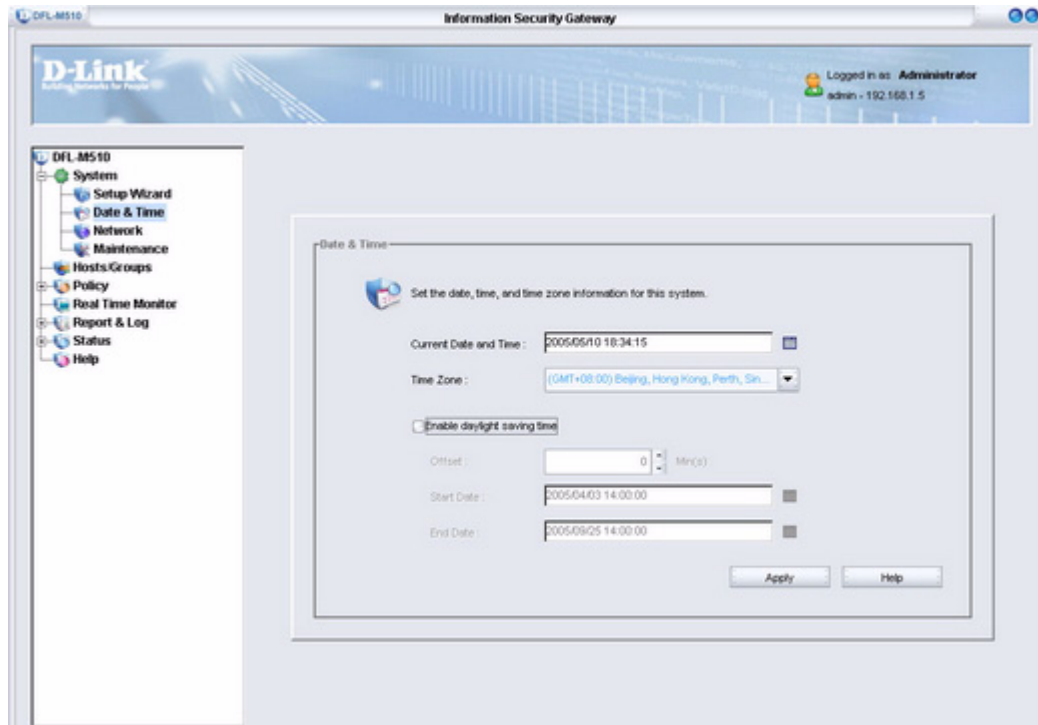 DFL-M510
Information Security Gateway
D-Link
Building Networks for People
Logged in as Administrator
admin - 192.168.1.5
DFL-M510
System
Setup Wizard
Date & Time
Network
Maintenance
Hosts/Groups
Policy
Real Time Monitor
Report & Log
Status
Help
Date & Time
Set the date, time, and time zone information for this system.
Current Date and Time : 2005/05/10 18:34:15
Time Zone : (GMT+08:00) Beijing, Hong Kong, Perth, Sin...
Enable daylight saving time
Offset : 0 Min(s)
Start Date : 2005/04/03 14:00:00
End Date : 2005/09/25 14:00:00
Apply Help